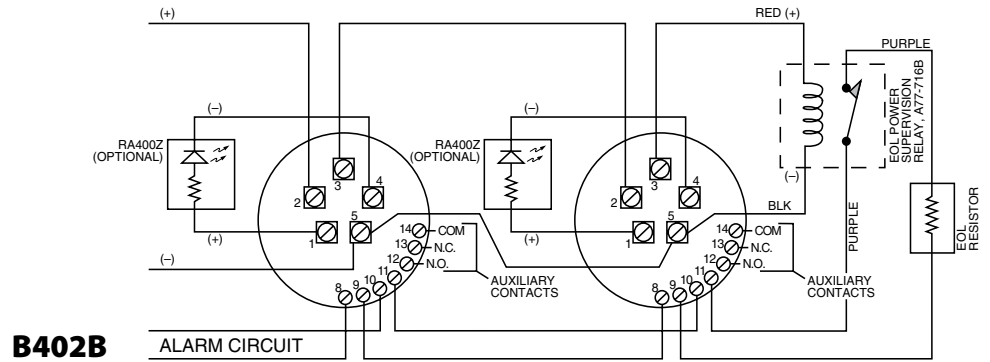 (+)
RED (+)
PURPLE
(–)
(–)
RA400Z
(OPTIONAL)
RA400Z
(OPTIONAL)
EOL POWER
SUPERVISION
RELAY, A77-716B
3
3
2
4
2
4
(–)
1
5
1
5
BLK
(+)
(+)
PURPLE
EOL
RESISTOR
14
COM
14
COM
13
N.C.
13
N.C.
12
N.O.
12
N.O.
(–)
11
11
10
10
9
9
8
8
AUXILIARY
CONTACTS
AUXILIARY
CONTACTS
B402B
ALARM CIRCUIT